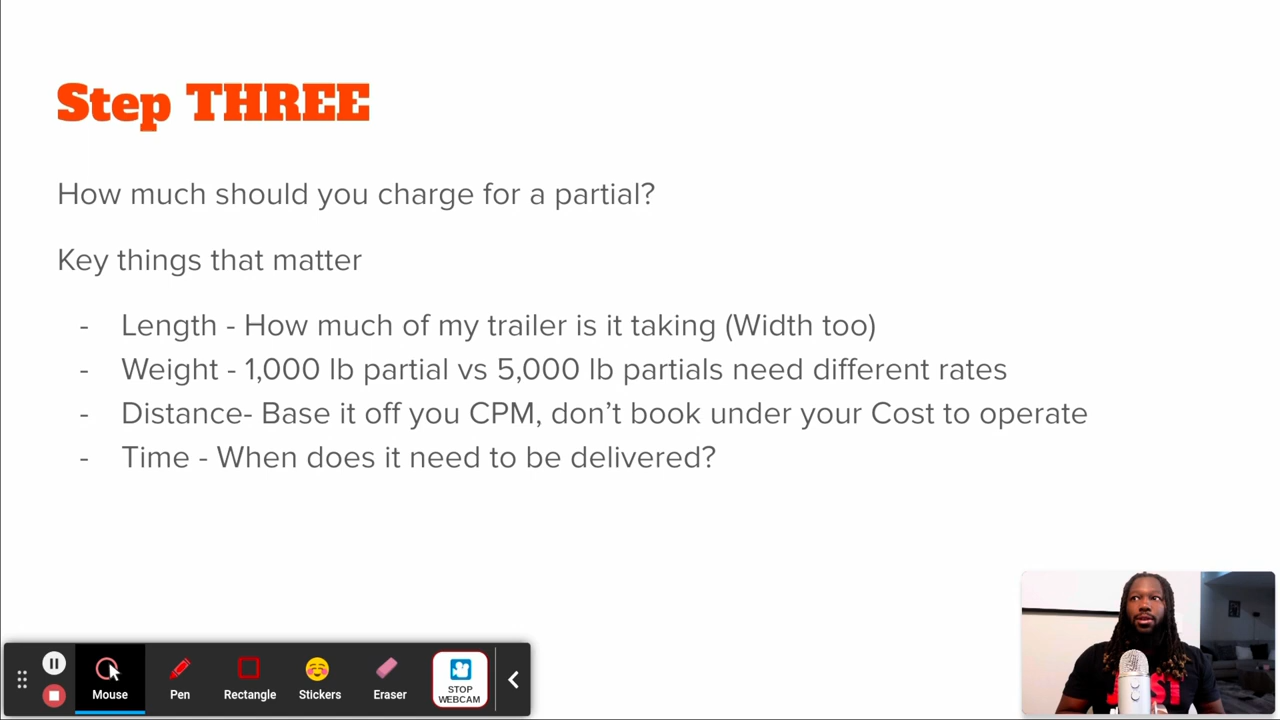 Step THREE
How much should you charge for a partial?
Key things that matter
- Length - How much of my trailer is it taking (Width too)
- Weight - 1,000 lb partial vs 5,000 lb partials need different rates
- Distance- Base it off you CPM, don’t book under your Cost to operate
- Time - When does it need to be delivered?
Mouse
Pen
Rectangle
Stickers
Eraser
STOP
WEBCAM